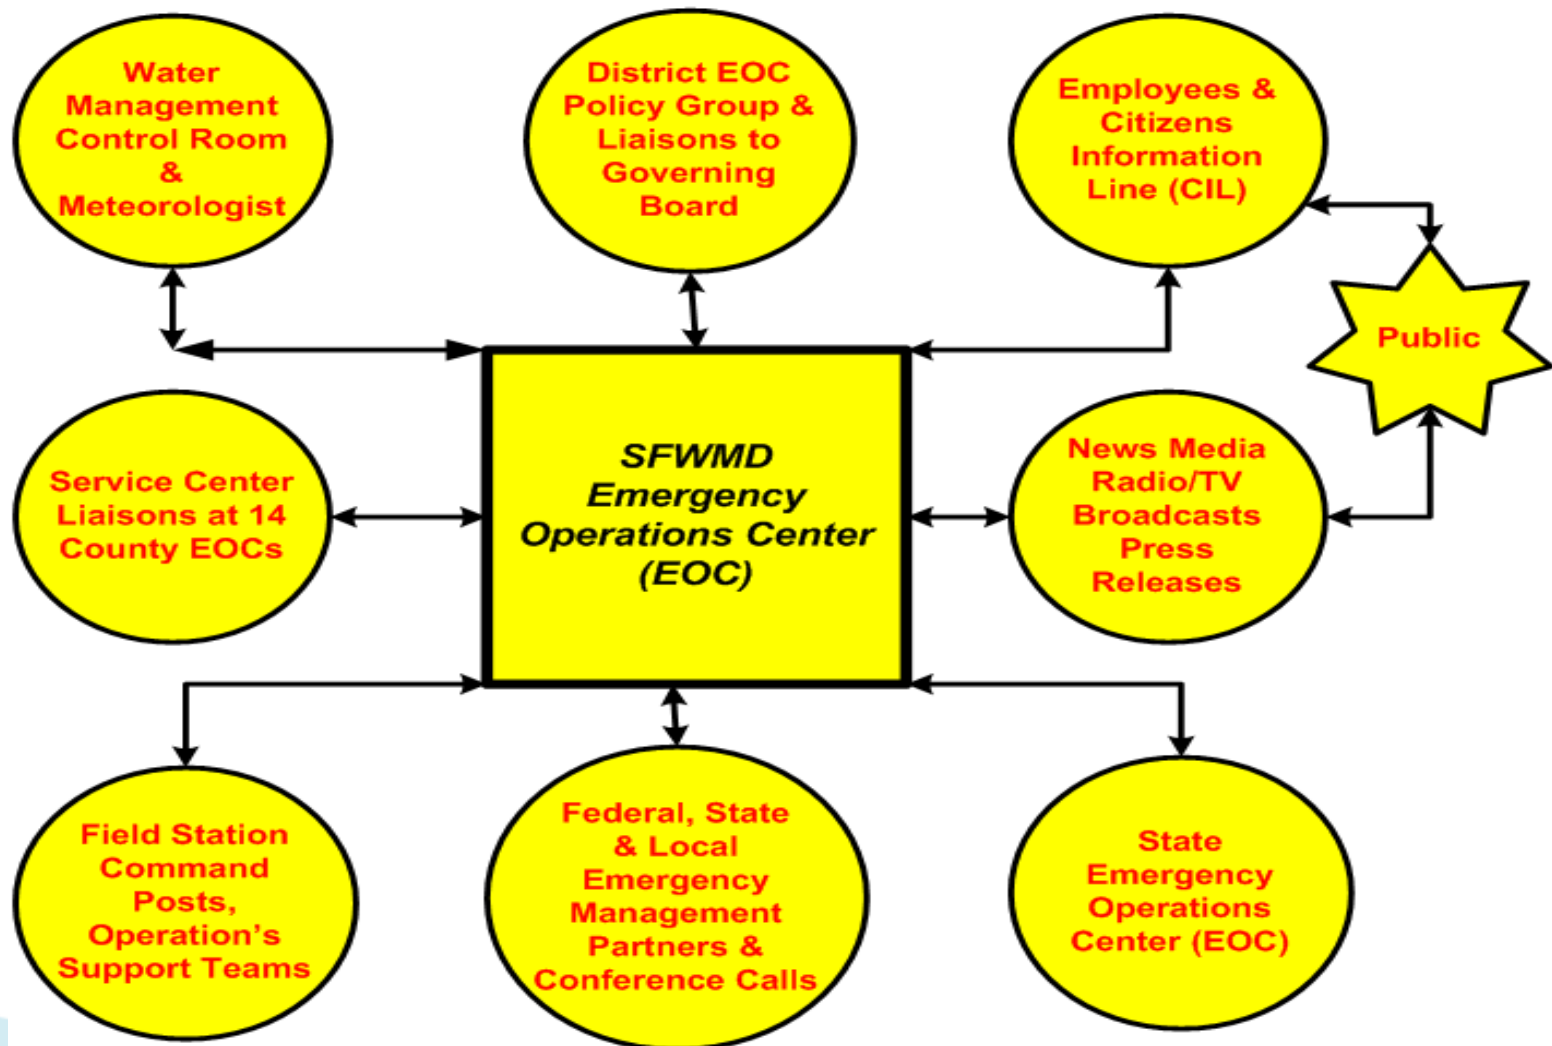 Water
Management
Control Room
&
Meteorologist
District EOC
Policy Group &
Liaisons to
Governing
Board
Employees &
Citizens
Information
Line (CIL)
Public
Service Center
Liaisons at 14
County EOCs
SFWMD
Emergency
Operations Center
(EOC)
News Media
Radio/TV
Broadcasts
Press
Releases
Field Station
Command
Posts,
Operation’s
Support Teams
Federal, State
& Local
Emergency
Management
Partners &
Conference Calls
State
Emergency
Operations
Center (EOC)